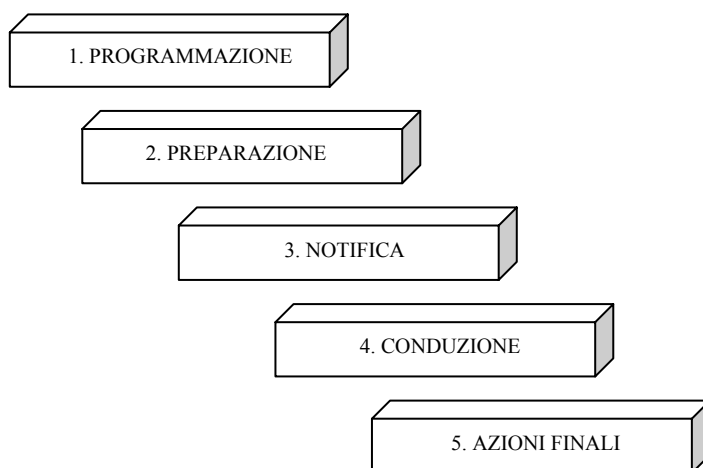 1. PROGRAMMAZIONE
2. PREPARAZIONE
3. NOTIFICA
4. CONDUZIONE
5. AZIONI FINALI